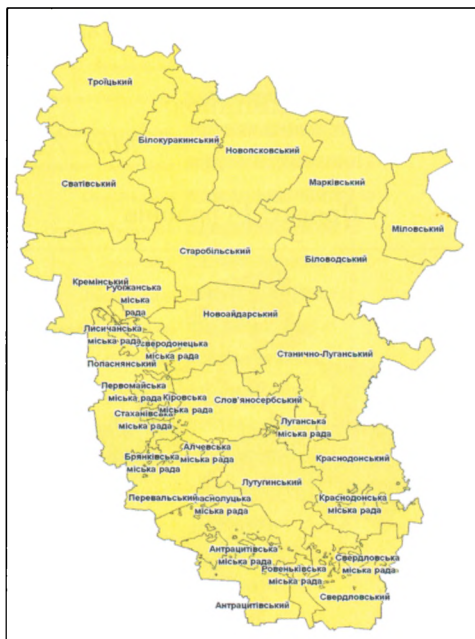 Троїцький
Білокуракинський
Новопсковський
Марківський
Сватівський
Міловський
Старобільський
Біловодський
Кремінський
Рубіжанська
міська
рада
Новоайдарський
Лисичанська
міська рада
Сєверодонецька
міська рада
Станично-Луганський
Попаснянський
Первомайська
міська рада
Кіровська
міська рада
Слов'яносербський
Стаханівська
міська рада
Луганська
міська рада
Алчевська
міська рада
Брянківська
міська рада
Краснодонський
Лутугинський
Перевальський
Краснолуцька
міська рада
Краснодонська
міська рада
Антрацитівська
міська рада
Свердловська
міська рада
Ровеньківська
міська рада
Свердловський
Антрацитівський